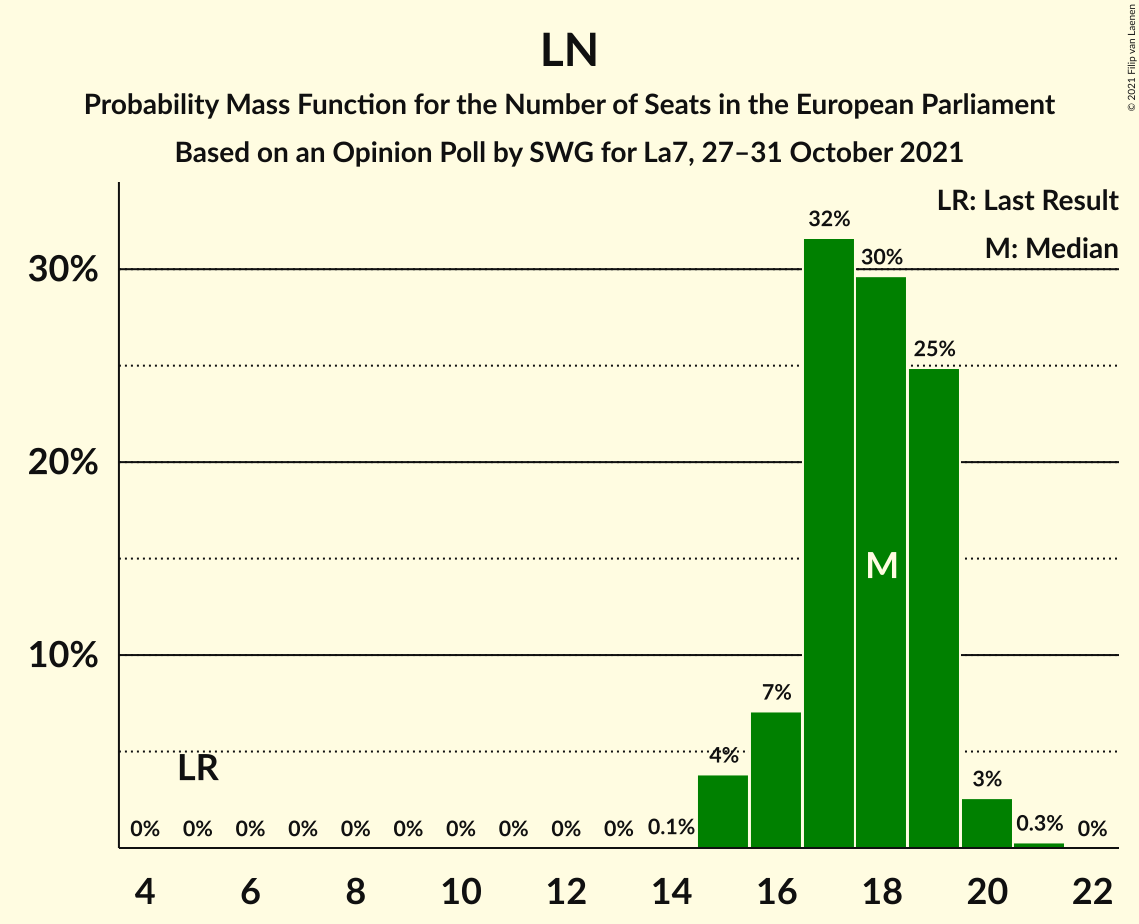 LN
Probability Mass Function for the Number of Seats in the European Parliament
Based on an Opinion Poll by SWG for La7, 27–31 October 2021
© 2021 Filip van Laenen
LR: Last Result
M: Median
30%
20%
10%
32%
30%
25%
M
7%
4%
LR
3%
0% 0% 0% 0% 0% 0% 0% 0% 0% 0% 0.1% 0.3% 0%
4 6 8 10 12 14 16 18 20 22